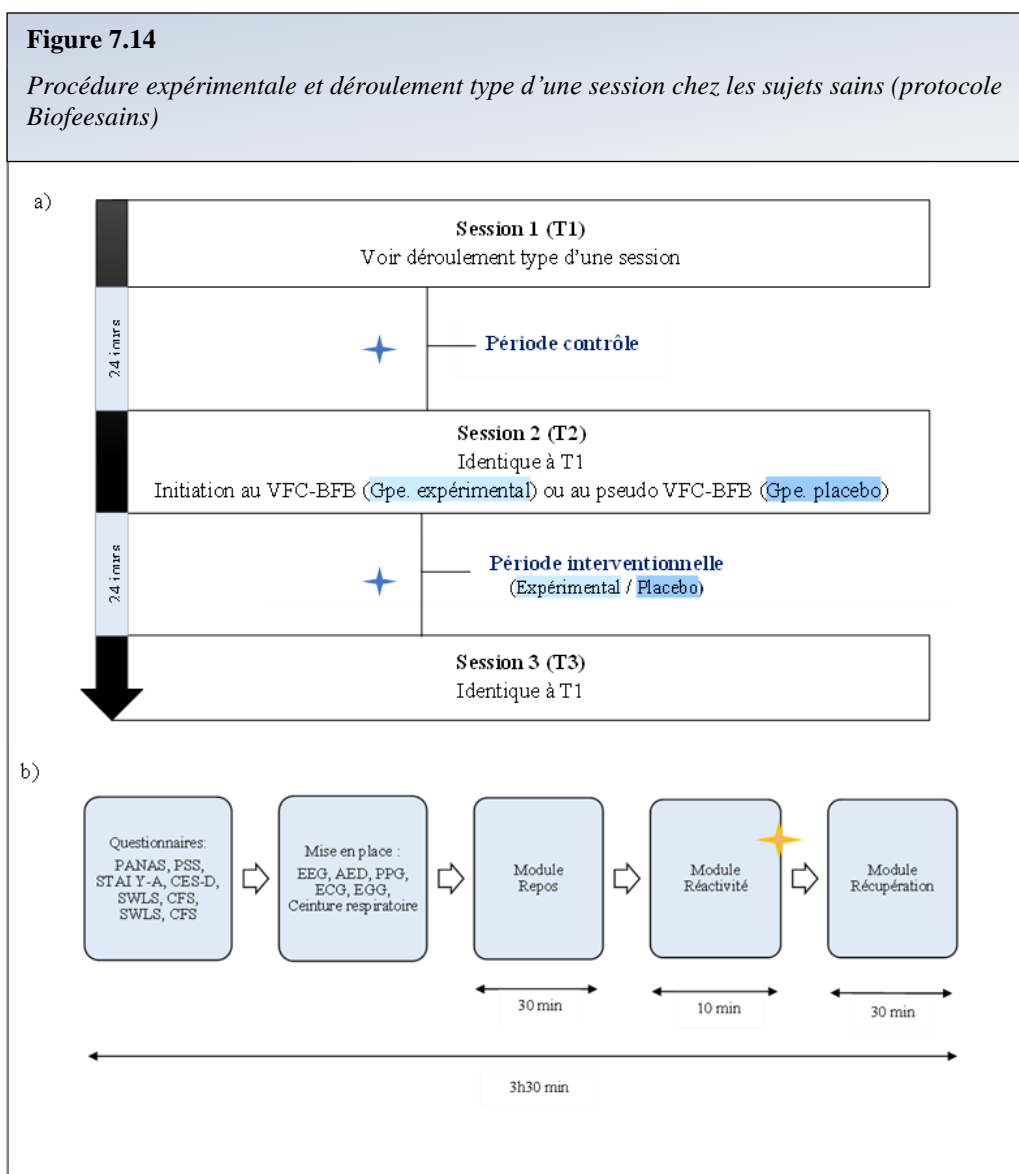 Figure 7.14
Procédure expérimentale et déroulement type d’une session chez les sujets sains (protocole
Biofeesains)
a)
Session 1 (T1)
Voir déroulement type d’une session
24 jours
Période contrôle
Session 2 (T2)
Identique à T1
Initiation au VFC-BFB (Gpe. expérimental) ou au pseudo VFC-BFB (Gpe. placebo)
24 jours
Période interventionnelle
(Expérimental / Placebo)
Session 3 (T3)
Identique à T1
b)
Questionnaires:
PANAS, PSS,
STAI Y-A, CES-D,
SWLS, CFS,
SWLS, CFS
Mise en place :
EEG, AED, PPG,
ECG, EGG,
Ceinture respiratoire
Module
Repos
Module
Réactivité
Module
Récupération
30 min
10 min
30 min
3h30 min